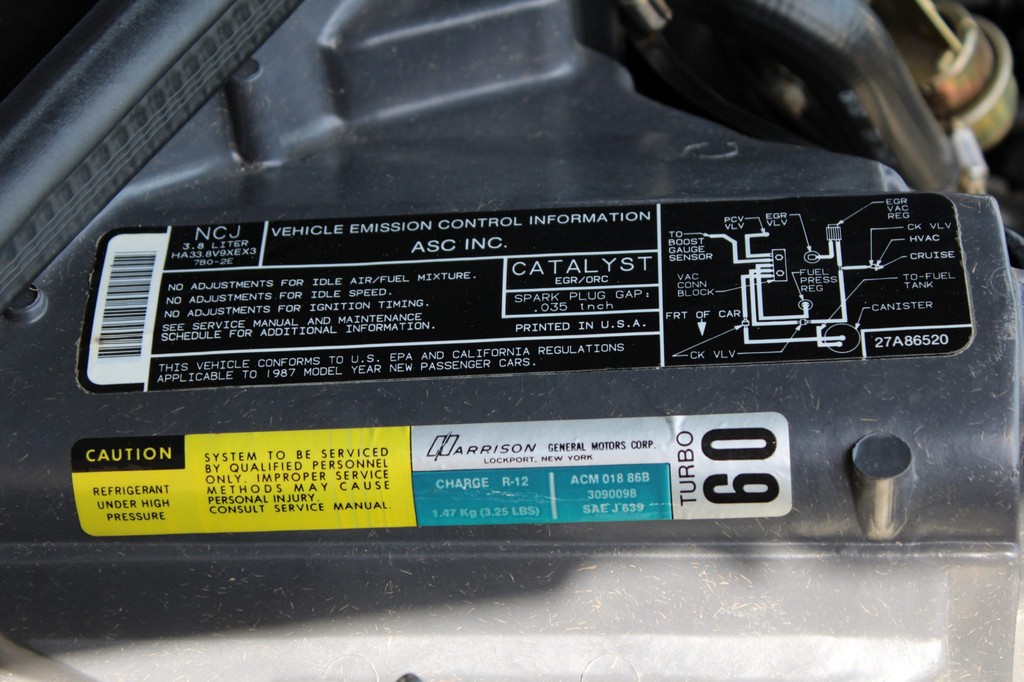 NCJ
3.8 LITER
HA33.8V9XEX3
7B0-2E
VEHICLE EMISSION CONTROL INFORMATION
ASC INC.
NO ADJUSTMENTS FOR IDLE AIR/FUEL MIXTURE.
NO ADJUSTMENTS FOR IDLE SPEED.
NO ADJUSTMENTS FOR IGNITION TIMING.
SEE SERVICE MANUAL AND MAINTENANCE
SCHEDULE FOR ADDITIONAL INFORMATION.
CATALYST
EGR/ORC
SPARK PLUG GAP:
.035 inch
PRINTED IN U.S.A.
THIS VEHICLE CONFORMS TO U.S. EPA AND CALIFORNIA REGULATIONS
APPLICABLE TO 1987 MODEL YEAR NEW PASSENGER CARS.
TO
BOOST
GAUGE
SENSOR
PCV
VLV
EGR
VLV
EGR
VAC
REG
CK VLV
HVAC
CRUISE
VAC
CONN
BLOCK
FUEL
PRESS
REG
TO-FUEL
TANK
FRT OF CAR
CANISTER
CK VLV
27A86520
CAUTION
REFRIGERANT
UNDER HIGH
PRESSURE
SYSTEM TO BE SERVICED
BY QUALIFIED PERSONNEL
ONLY. IMPROPER SERVICE
METHODS MAY CAUSE
PERSONAL INJURY.
CONSULT SERVICE MANUAL.
HARRISON GENERAL MOTORS CORP.
LOCKPORT, NEW YORK
CHARGE R-12
1.47 Kg (3.25 LBS)
ACM 018 86B
3090098
SAE J 639
TURBO
60